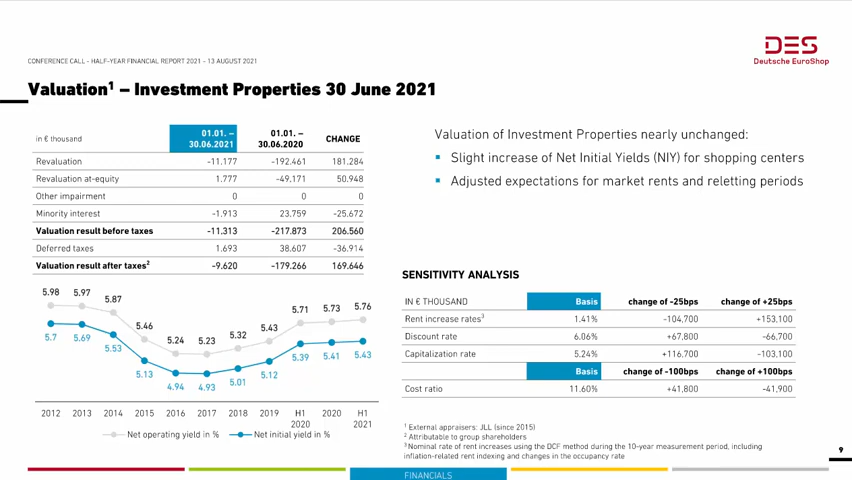 DES
Deutsche EuroShop
CONFERENCE CALL - HALF-YEAR FINANCIAL REPORT 2021 - 13 AUGUST 2021
Valuation¹ – Investment Properties 30 June 2021
in € thousand 01.01. – 30.06.2021 01.01. – 30.06.2020 CHANGE
Revaluation -11.177 -192.461 181.284
Revaluation at-equity 1.777 -49,171 50.948
Other impairment 0 0 0
Minority interest -1,913 23.759 -25,672
Valuation result before taxes -11.313 -217.873 206.560
Deferred taxes 1.693 38.607 -36.914
Valuation result after taxes² -9.620 -179.266 169.646
Valuation of Investment Properties nearly unchanged:
▪ Slight increase of Net Initial Yields (NIY) for shopping centers
▪ Adjusted expectations for market rents and reletting periods
5.98 5.97 5.87 5.46 5.24 5.23 5.32 5.43 5.71 5.73 5.76
5.7 5.69 5.53 5.13 4.94 4.93 5.01 5.12 5.39 5.41 5.43
2012 2013 2014 2015 2016 2017 2018 2019 H1 2020 2020 H1 2021
Net operating yield in % Net initial yield in %
SENSITIVITY ANALYSIS
IN € THOUSAND Basis change of -25bps change of +25bps
Rent increase rates³ 1.41% -104,700 +153,100
Discount rate 6.06% +67,800 -66,700
Capitalization rate 5.24% +116,700 -103,100
Basis change of -100bps change of +100bps
Cost ratio 11.60% +41,800 -41,900
¹ External appraisers: JLL (since 2015)
² Attributable to group shareholders
³ Nominal rate of rent increases using the DCF method during the 10-year measurement period, including
inflation-related rent indexing and changes in the occupancy rate
9
FINANCIALS